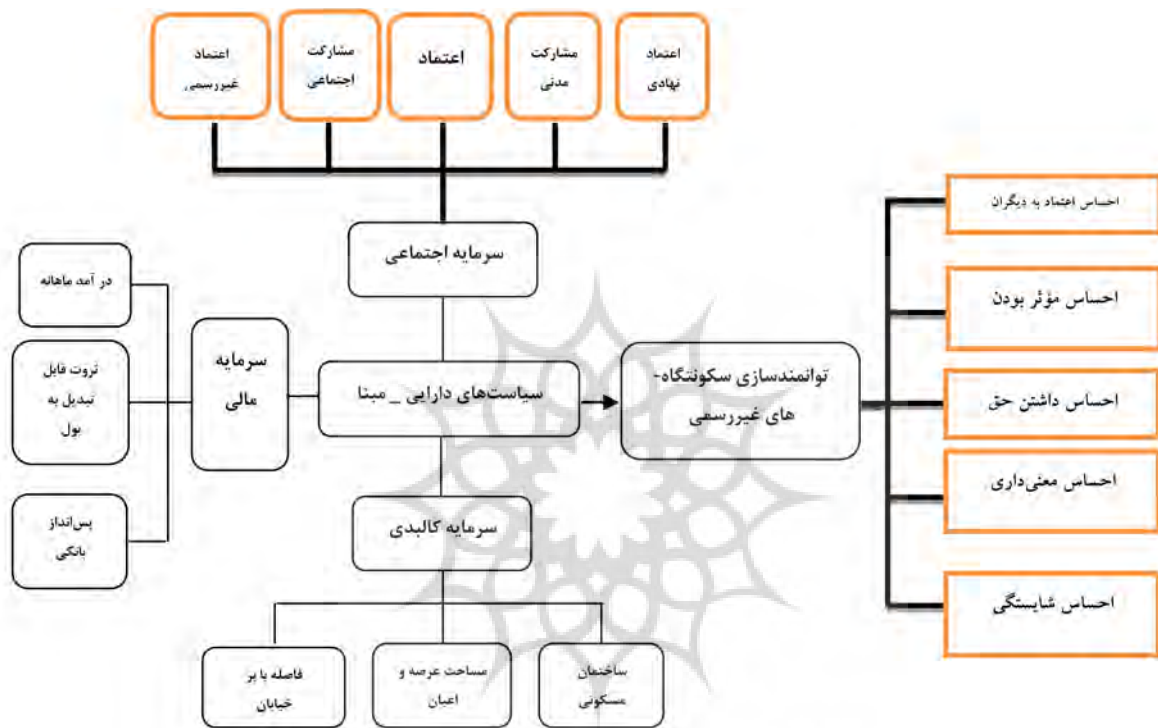 اعتماد
نهادی
مشارکت
مدنی
اعتماد
مشارکت
اجتماعی
اعتماد
غیررسمی
سرمایه اجتماعی
احساس اعتماد به دیگران
احساس مؤثر بودن
احساس داشتن حق
احساس معنی‌داری
احساس شایستگی
توانمندسازی سکونتگاه-
های غیررسمی
سیاست‌های دارایی _ مبنا
سرمایه
مالی
در آمد ماهانه
ثروت قابل
تبدیل به
پول
پس‌انداز
بانکی
سرمایه کالبدی
ساختمان
مسکونی
مساحت عرصه و
اعیان
فاصله با بر
خیابان